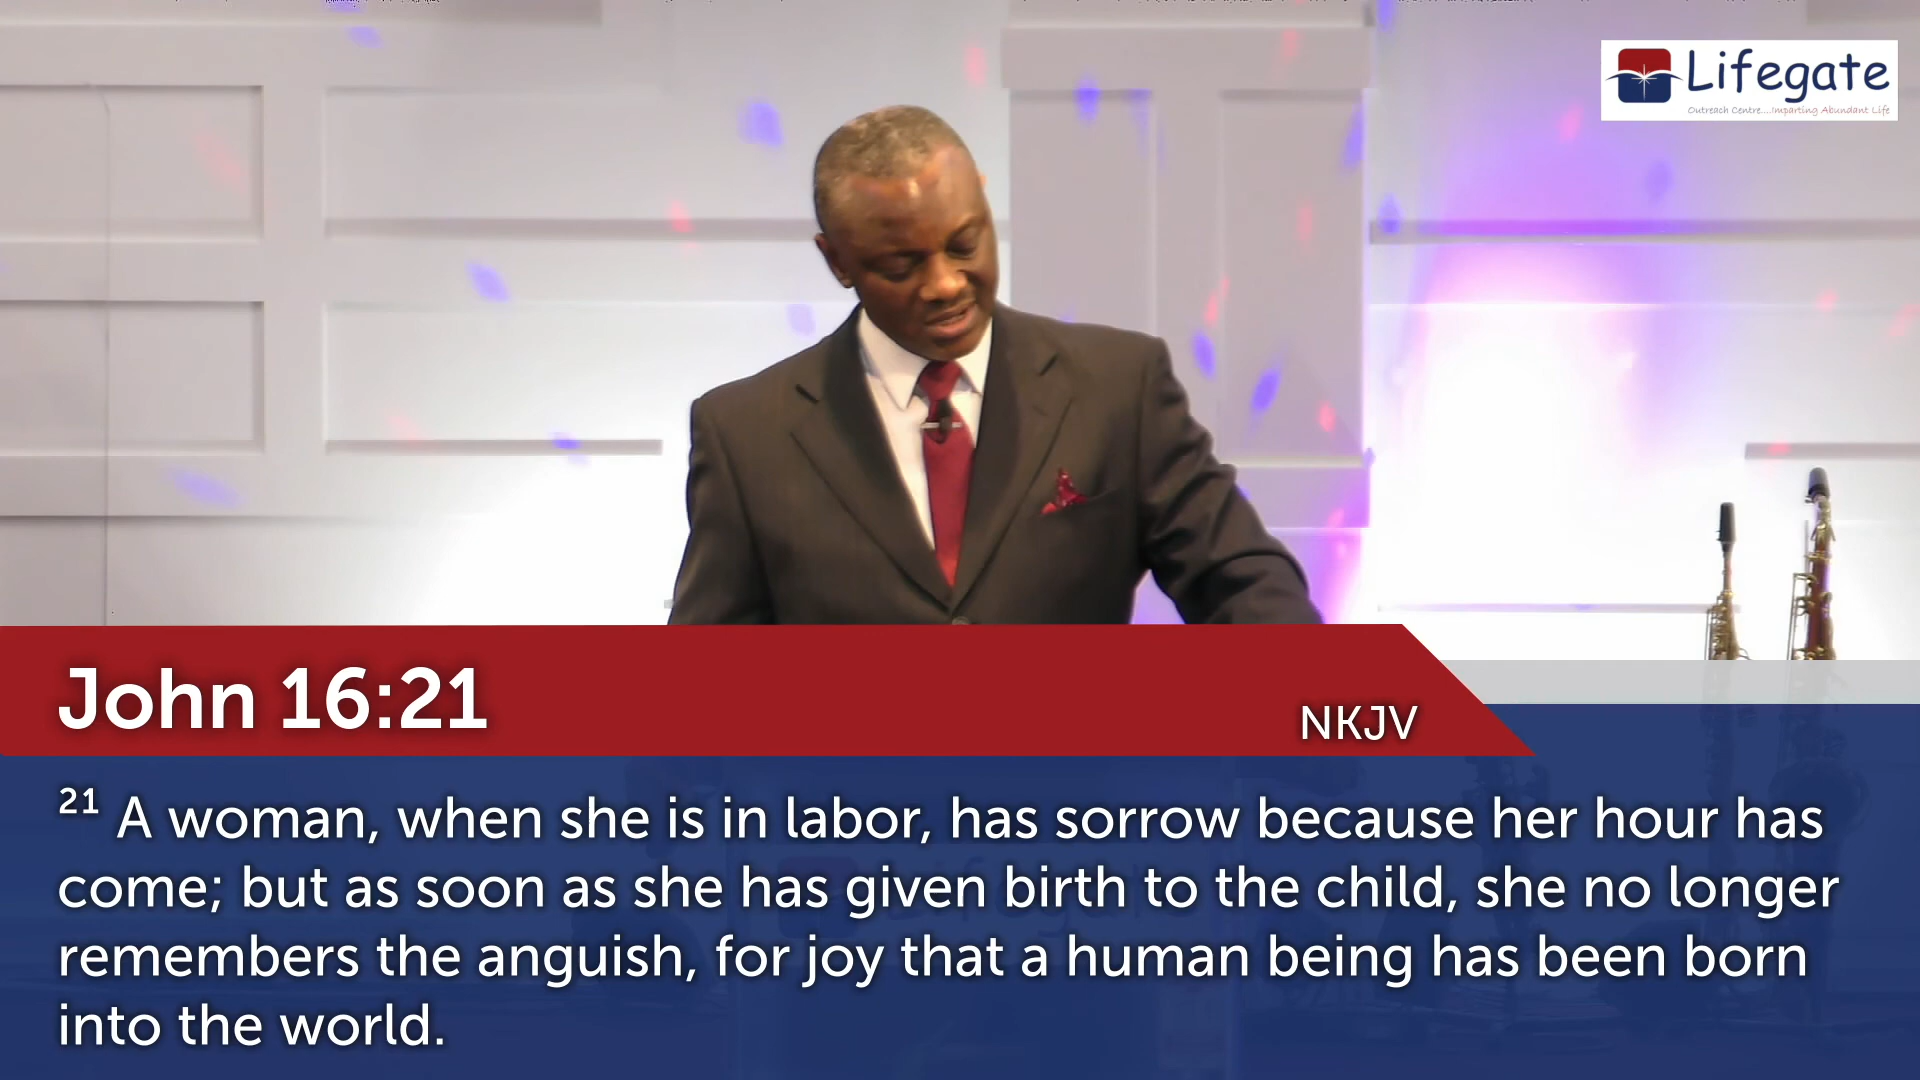 Lifegate
Outreach Centre....Imparting Abundant Life
John 16:21
NKJV
21 A woman, when she is in labor, has sorrow because her hour has
come; but as soon as she has given birth to the child, she no longer
remembers the anguish, for joy that a human being has been born
into the world.